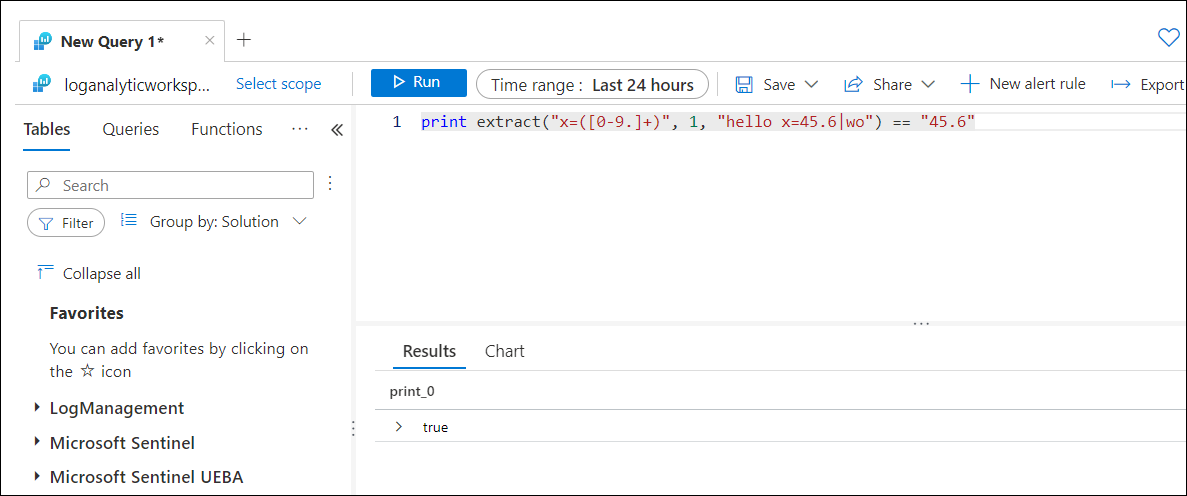 New Query 1*
loganalyticworksp... Select scope Run Time range : Last 24 hours Save Share New alert rule Export
Tables Queries Functions ...
1 print extract("x=([0-9.]+)", 1, "hello x=45.6|wo") == "45.6"
Search
Filter Group by: Solution
Collapse all
Favorites
You can add favorites by clicking on
the ☆ icon
LogManagement
Microsoft Sentinel
Microsoft Sentinel UEBA
Results Chart
print_0
true